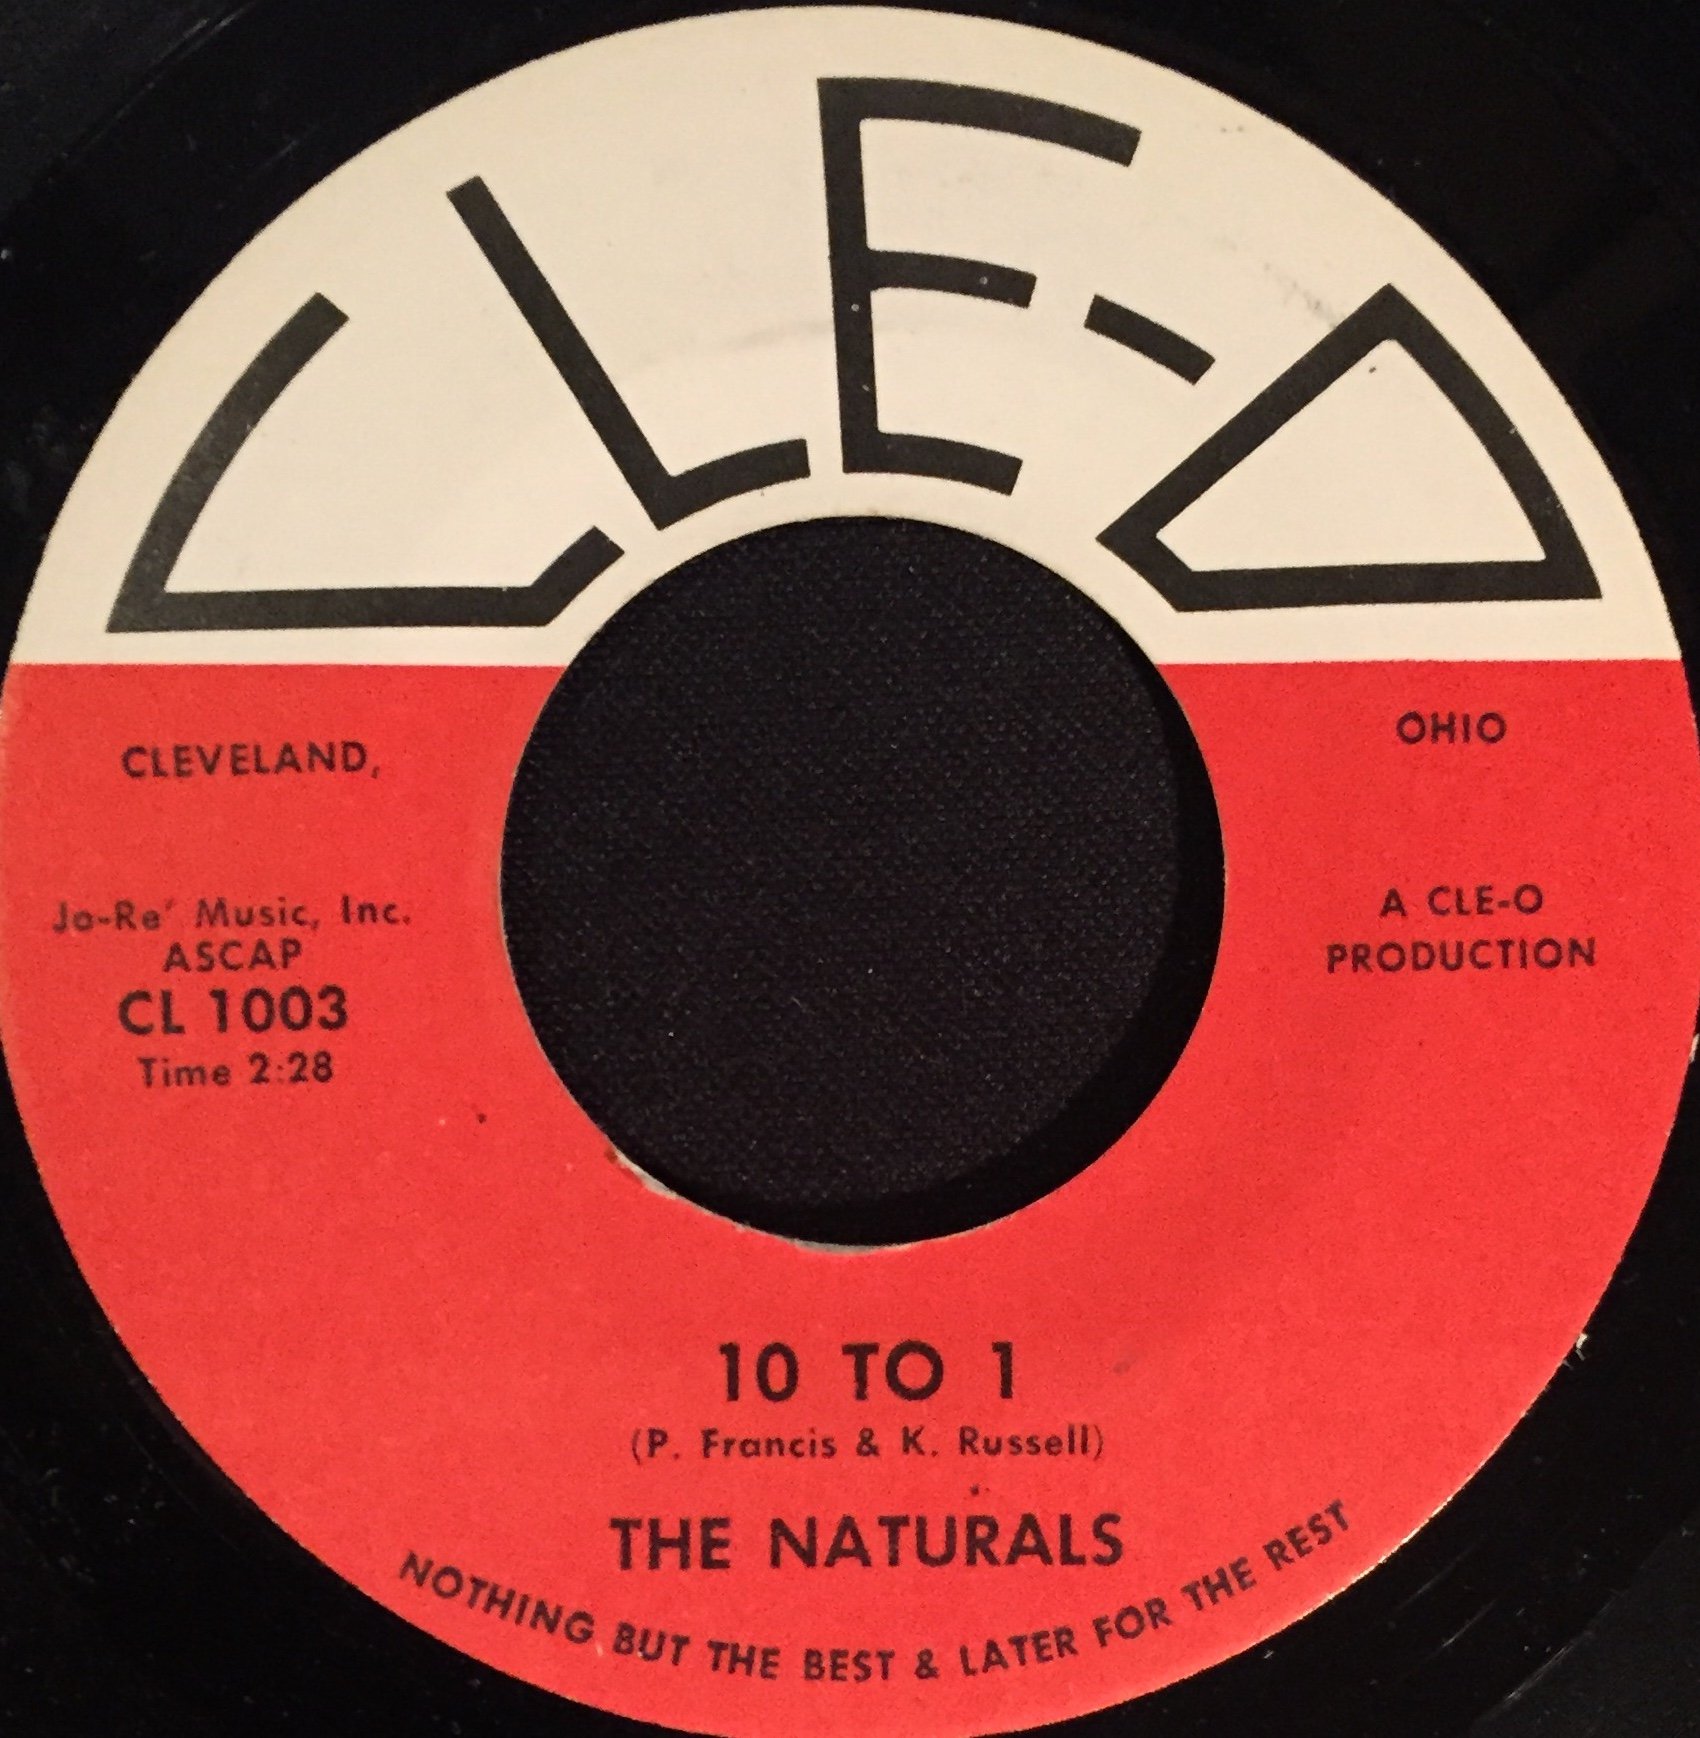 CLE-O
CLEVELAND,
OHIO
Jo-Re' Music, Inc.
ASCAP
CL 1003
Time 2:28
A CLE-O
PRODUCTION
10 TO 1
(P. Francis & K. Russell)
THE NATURALS
NOTHING BUT THE BEST & LATER FOR THE REST